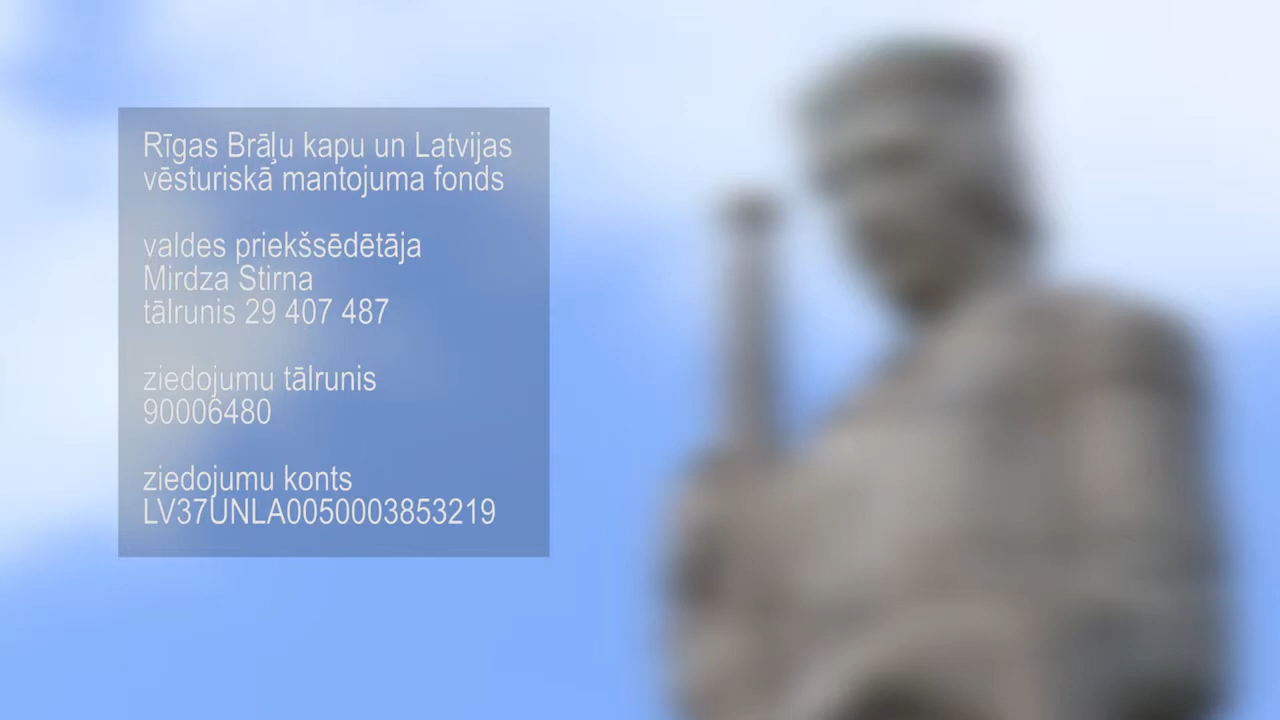 Rīgas Brāļu kapu un Latvijas
vēsturiskā mantojuma fonds
valdes priekšsēdētāja
Mirdza Stirna
tālrunis 29 407 487
ziedojumu tālrunis
90006480
ziedojumu konts
LV37UNLA0050003853219